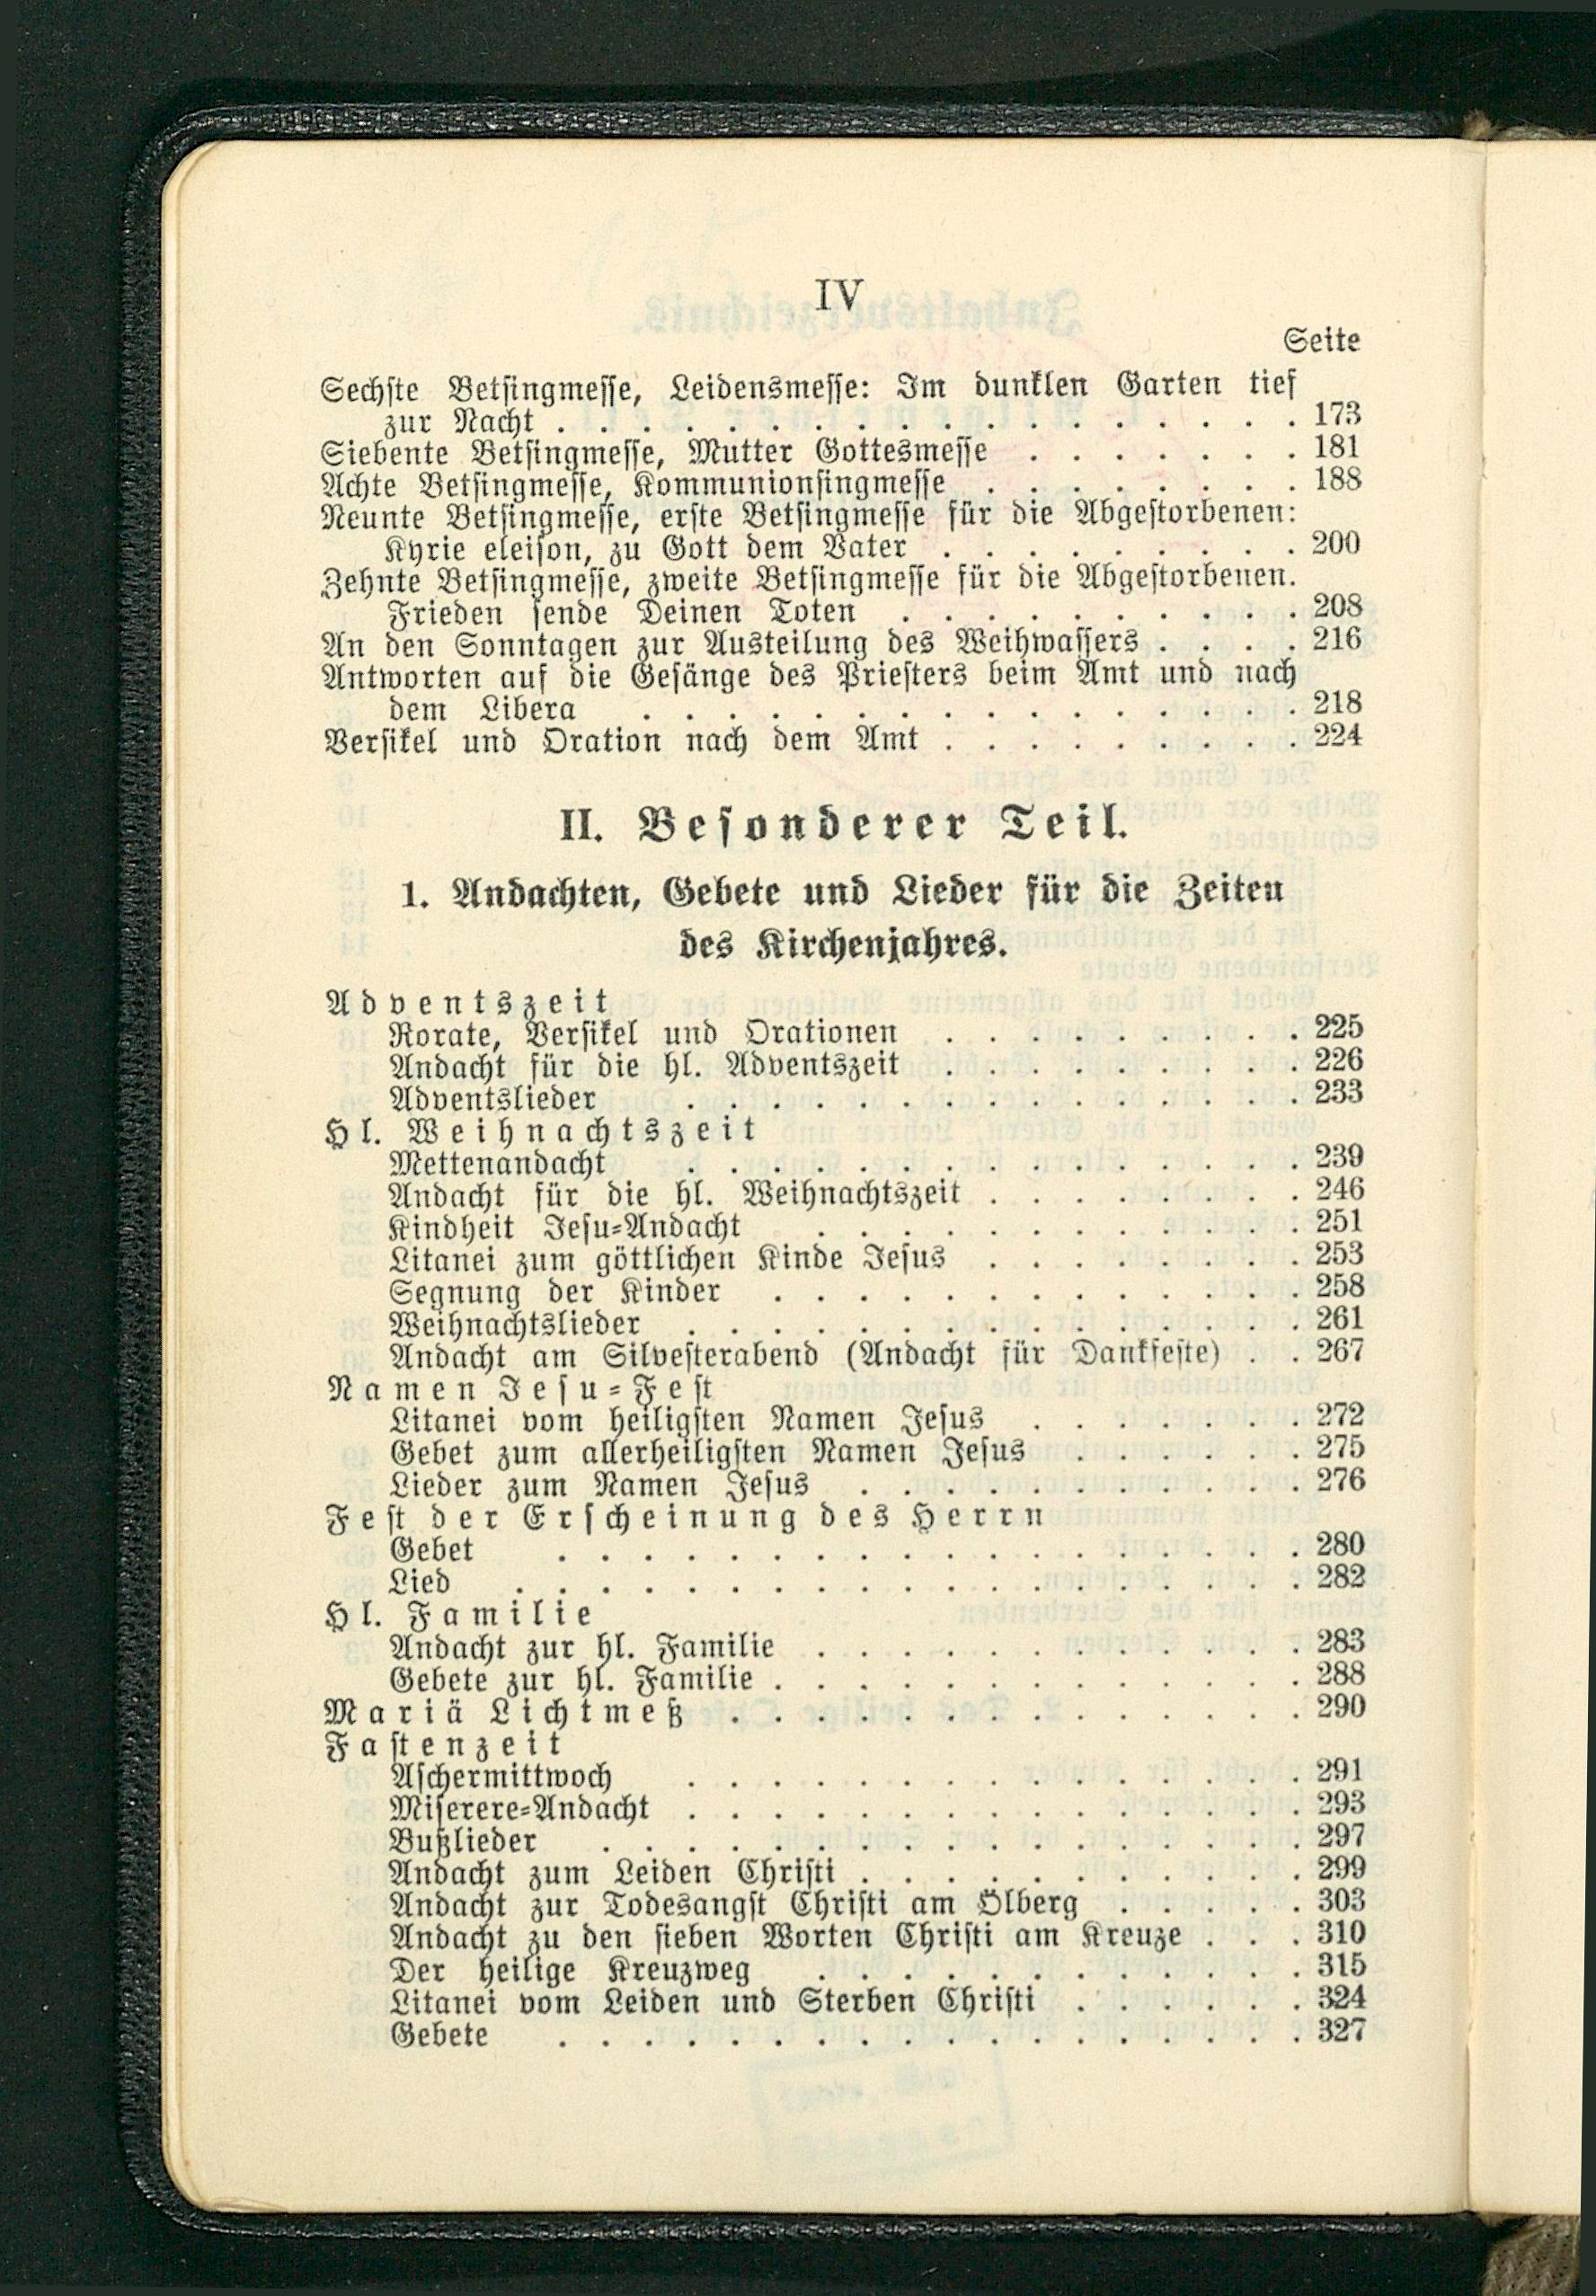 IV
Seite
Sechste Betsingmesse, Leidensmesse: Im dunklen Garten tief
zur Nacht . . . . . . . . . . . . . . . . . . 173
Siebente Betsingmesse, Mutter Gottesmesse . . . . . . . 181
Achte Betsingmesse, Kommunionsingmesse . . . . . . . . 188
Neunte Betsingmesse, erste Betsingmesse für die Abgestorbenen:
Kyrie eleison, zu Gott dem Vater . . . . . . . . . 200
Zehnte Betsingmesse, zweite Betsingmesse für die Abgestorbenen.
Frieden sende Deinen Toten . . . . . . . . . . 208
An den Sonntagen zur Austeilung des Weihwassers . . . . 216
Antworten auf die Gesänge des Priesters beim Amt und nach
dem Libera . . . . . . . . . . . . . . . . 218
Versikel und Oration nach dem Amt . . . . . . . . . 224
II. Besonderer Teil.
1. Andachten, Gebete und Lieder für die Zeiten
des Kirchenjahres.
Adventszeit
Rorate, Versikel und Orationen . . . . . . . . . 225
Andacht für die hl. Adventszeit . . . . . . . . . 226
Adventslieder . . . . . . . . . . . . . . . 233
Hl. Weihnachtszeit
Mettenandacht . . . . . . . . . . . . . . . 239
Andacht für die hl. Weihnachtszeit . . . . . . . . 246
Kindheit Jesu-Andacht . . . . . . . . . . . . 251
Litanei zum göttlichen Kinde Jesus . . . . . . . . 253
Segnung der Kinder . . . . . . . . . . . . . 258
Weihnachtslieder . . . . . . . . . . . . . . . 261
Andacht am Silvesterabend (Andacht für Dankfeste) . . 267
Namen Jesu-Fest
Litanei vom heiligsten Namen Jesus . . . . . . . 272
Gebet zum allerheiligsten Namen Jesus . . . . . . 275
Lieder zum Namen Jesus . . . . . . . . . . . 276
Fest der Erscheinung des Herrn
Gebet . . . . . . . . . . . . . . . . . . 280
Lied . . . . . . . . . . . . . . . . . . . 282
Hl. Familie
Andacht zur hl. Familie . . . . . . . . . . . . 283
Gebete zur hl. Familie . . . . . . . . . . . . . 288
Mariä Lichtmeß . . . . . . . . . . . . . . 290
Fastenzeit
Aschermittwoch . . . . . . . . . . . . . . . 291
Miserere-Andacht . . . . . . . . . . . . . . . 293
Bußlieder . . . . . . . . . . . . . . . . . 297
Andacht zum Leiden Christi . . . . . . . . . . . 299
Andacht zur Todesangst Christi am Ölberg . . . . . 303
Andacht zu den sieben Worten Christi am Kreuze . . . 310
Der heilige Kreuzweg . . . . . . . . . . . . 315
Litanei vom Leiden und Sterben Christi . . . . . . 324
Gebete . . . . . . . . . . . . . . . . . . 327